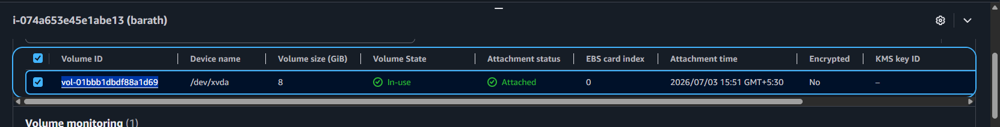 i-074a653e45e1abe13 (barath)
Volume ID Device name Volume size (GiB) Volume State Attachment status EBS card index Attachment time Encrypted KMS key ID
vol-01bbb1dbdf88a1d69 /dev/xvda 8 In-use Attached 0 2026/07/03 15:51 GMT+5:30 No –
Volume monitoring (1)